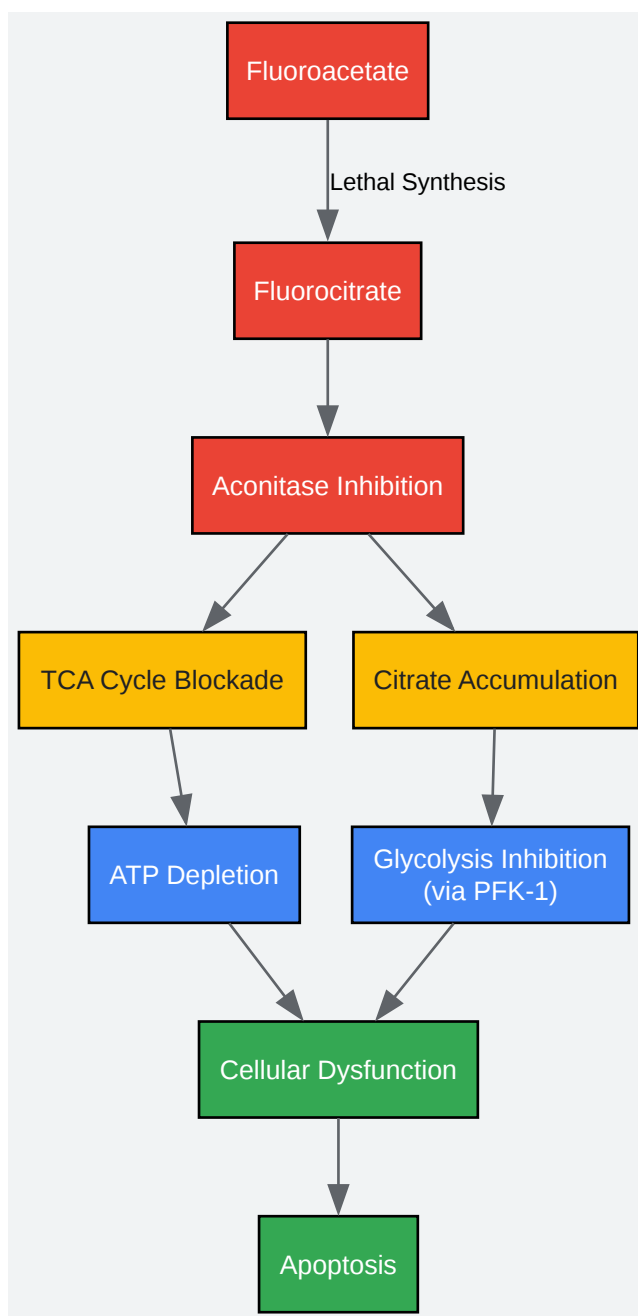 Fluoroacetate
Lethal Synthesis
Fluorocitrate
Aconitase Inhibition
TCA Cycle Blockade
Citrate Accumulation
ATP Depletion
Glycolysis Inhibition
(via PFK-1)
Cellular Dysfunction
Apoptosis